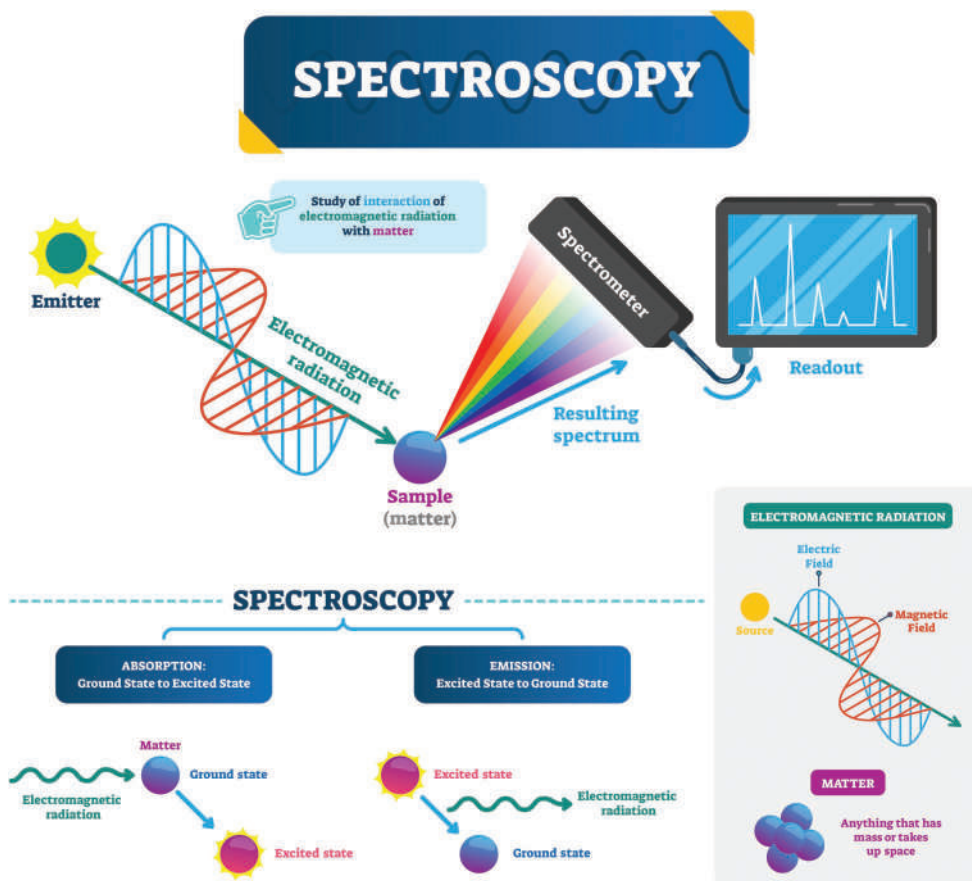 SPECTROSCOPY
Study of interaction of
electromagnetic radiation
with matter
Emitter
Electromagnetic
radiation
Spectrometer
Readout
Resulting
spectrum
Sample
(matter)
ELECTROMAGNETIC RADIATION
Electric
Field
Source
Magnetic
Field
MATTER
Anything that has
mass or takes
up space
SPECTROSCOPY
ABSORPTION:
Ground State to Excited State
Matter
Ground state
Electromagnetic
radiation
Excited state
EMISSION:
Excited State to Ground State
Excited state
Electromagnetic
radiation
Ground state